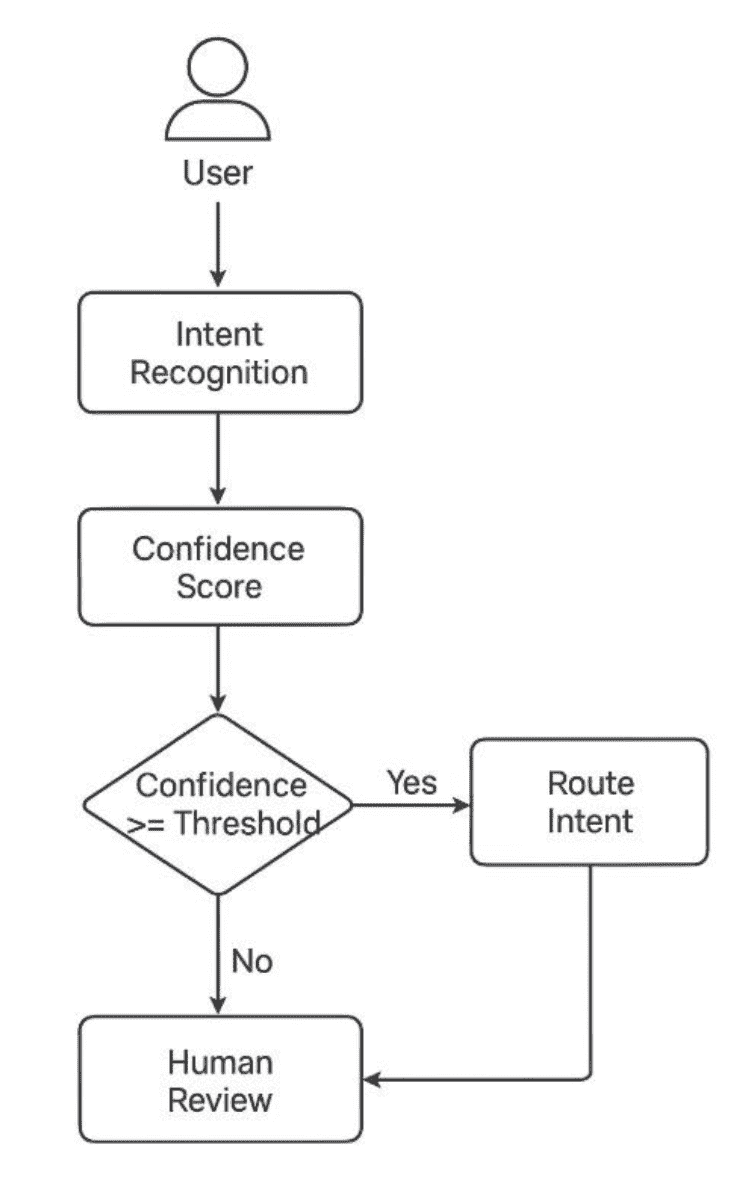 User
Intent
Recognition
Confidence
Score
Confidence
>= Threshold
Yes
Route
Intent
No
Human
Review